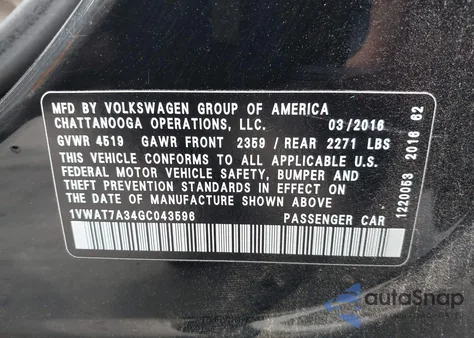 MFD BY VOLKSWAGEN GROUP OF AMERICA
CHATTANOOGA OPERATIONS, LLC. 03/2016
GVWR 4519 GAWR FRONT 2359 / REAR 2271 LBS
THIS VEHICLE CONFORMS TO ALL APPLICABLE U.S.
FEDERAL MOTOR VEHICLE SAFETY, BUMPER AND
THEFT PREVENTION STANDARDS IN EFFECT ON
THE DATE OF MANUFACTURE SHOWN ABOVE
1VWAT7A34GC043596 PASSENGER CAR
1220053 2016 62
autoSnap